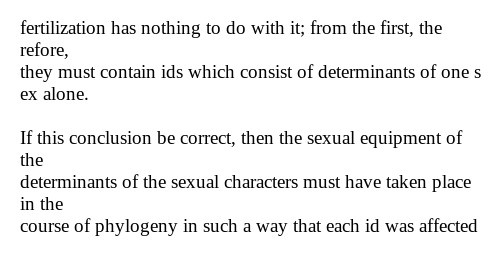 fertilization has nothing to do with it; from the first, the
refore,
they must contain ids which consist of determinants of one s
ex alone.

If this conclusion be correct, then the sexual equipment of
the
determinants of the sexual characters must have taken place
in the
course of phylogeny in such a way that each id was affected